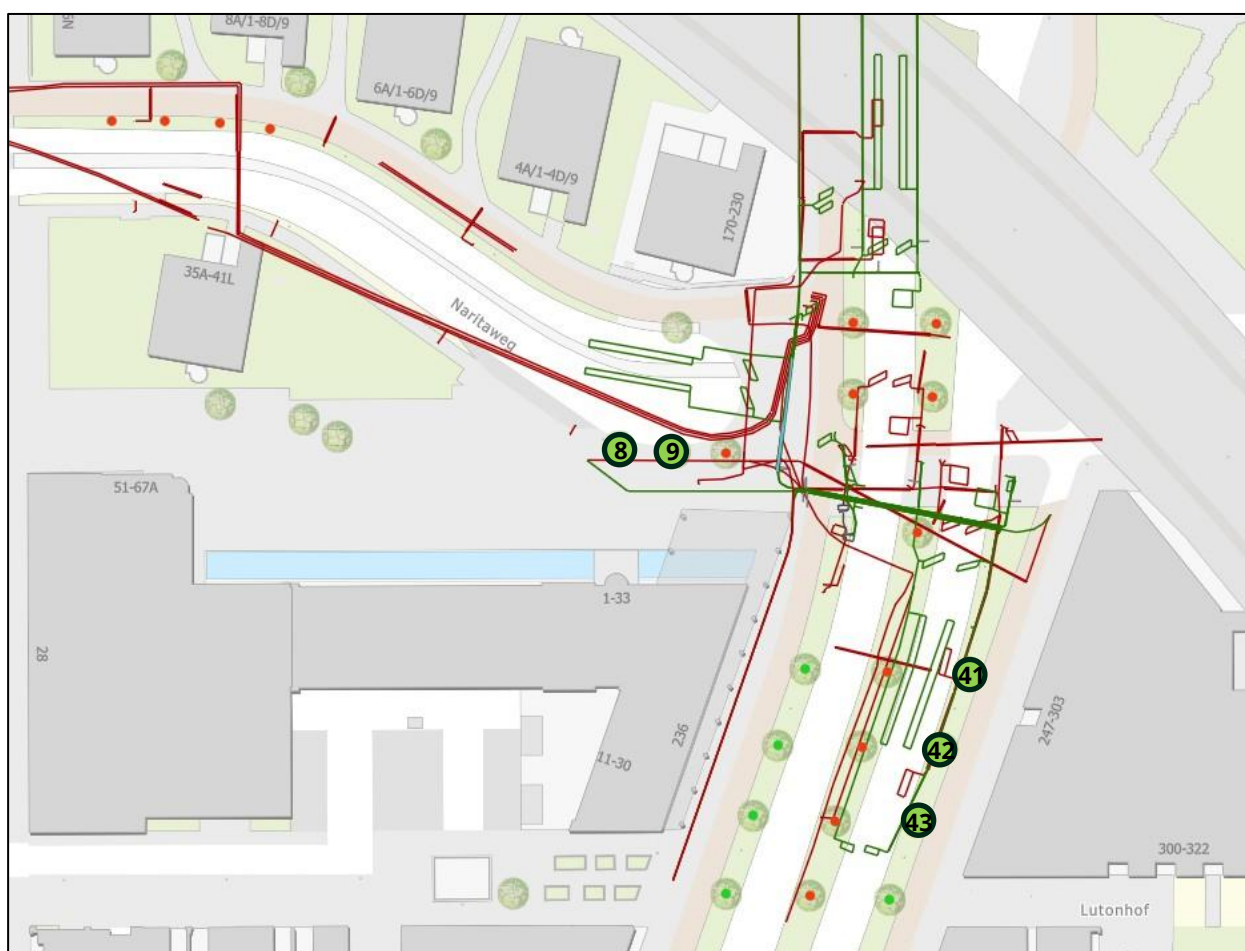 N5
8A/1-8D/9
6A/1-6D/9
4A/1-4D/9
170-230
35A-41L
Naritaweg
8
9
51-67A
1-33
28
236
11-30
41
42
43
247-303
300-322
Lutonhof